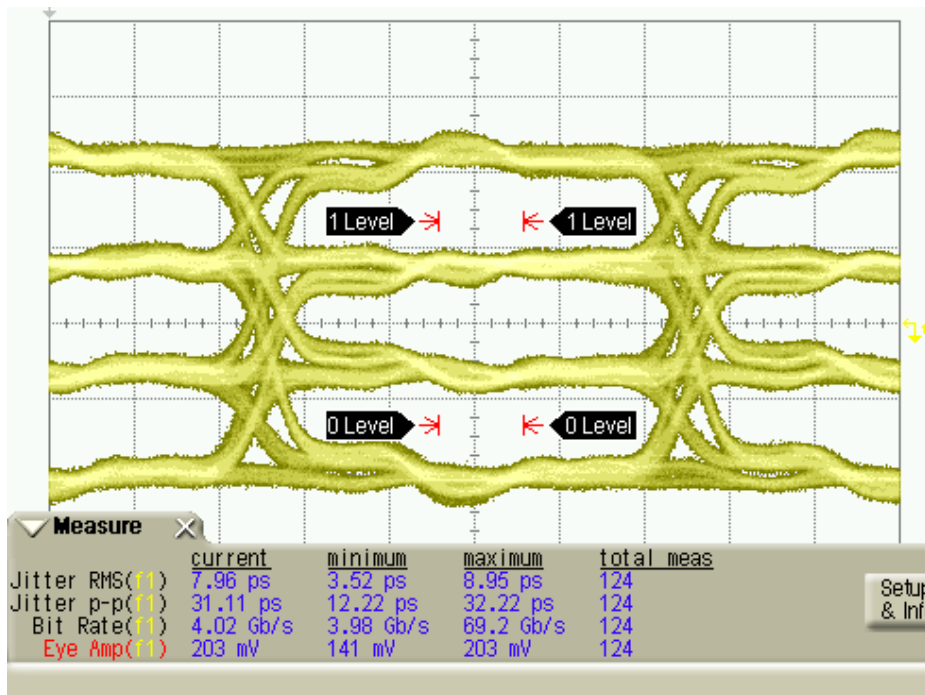 1 Level 1 Level
0 Level 0 Level
Measure
current minimum maximum total meas
Jitter RMS(f1) 7.96 ps 3.52 ps 8.95 ps 124
Jitter p-p(f1) 31.11 ps 12.22 ps 32.22 ps 124
Bit Rate(f1) 4.02 Gb/s 3.98 Gb/s 69.2 Gb/s 124
Eye Amp(f1) 203 mV 141 mV 203 mV 124
Setup
& Inf